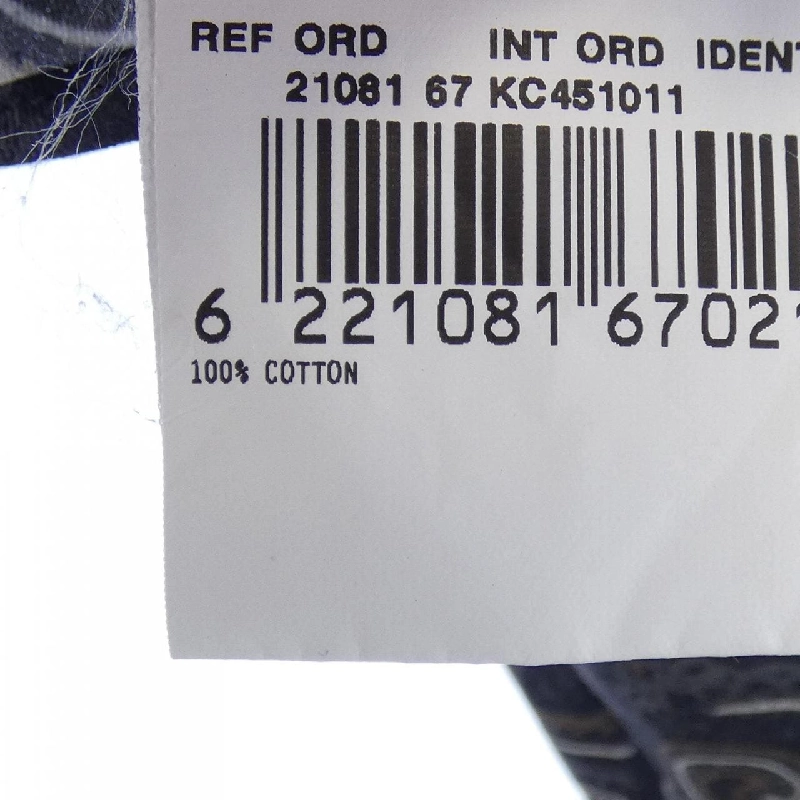 REF ORD INT ORD IDENT
21081 67 KC451011
6 221081 67021
100% COTTON